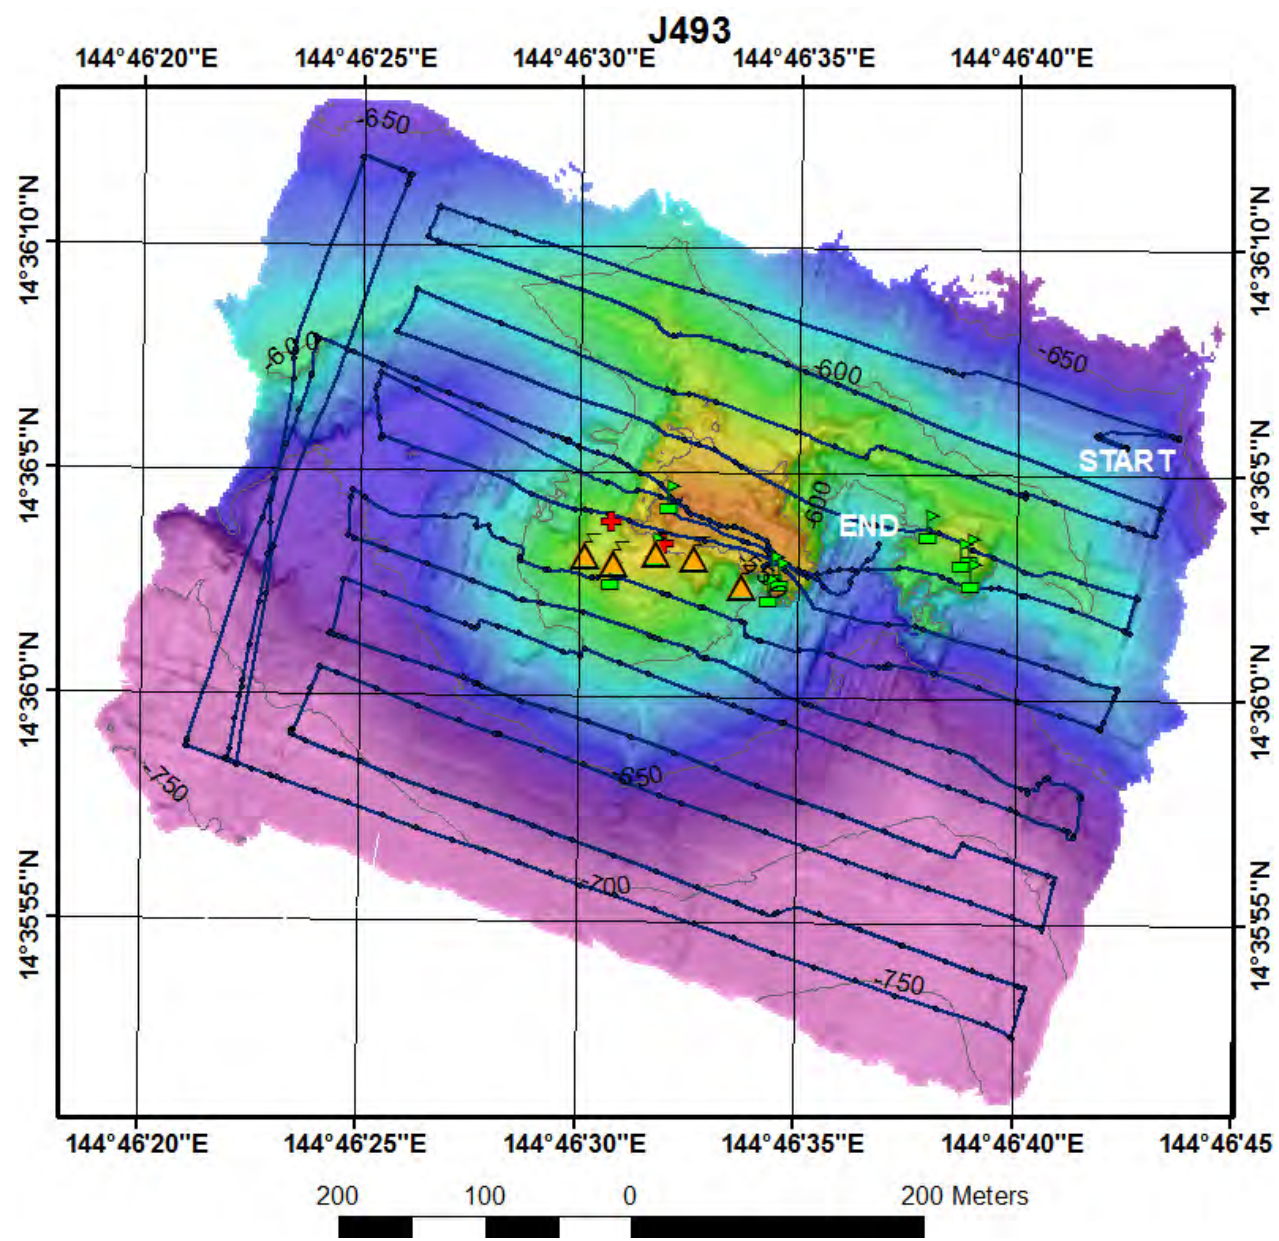 J493
144°46'20"E 144°46'25"E 144°46'30"E 144°46'35"E 144°46'40"E
-650
14°36'10"N 14°36'10"N
-600 -600 -650
14°36'5"N START 14°36'5"N
-600
END
14°36'0"N 14°36'0"N
-750 -650
-700
14°35'55"N 14°35'55"N
-750
144°46'20"E 144°46'25"E 144°46'30"E 144°46'35"E 144°46'40"E 144°46'45
200 100 0 200 Meters